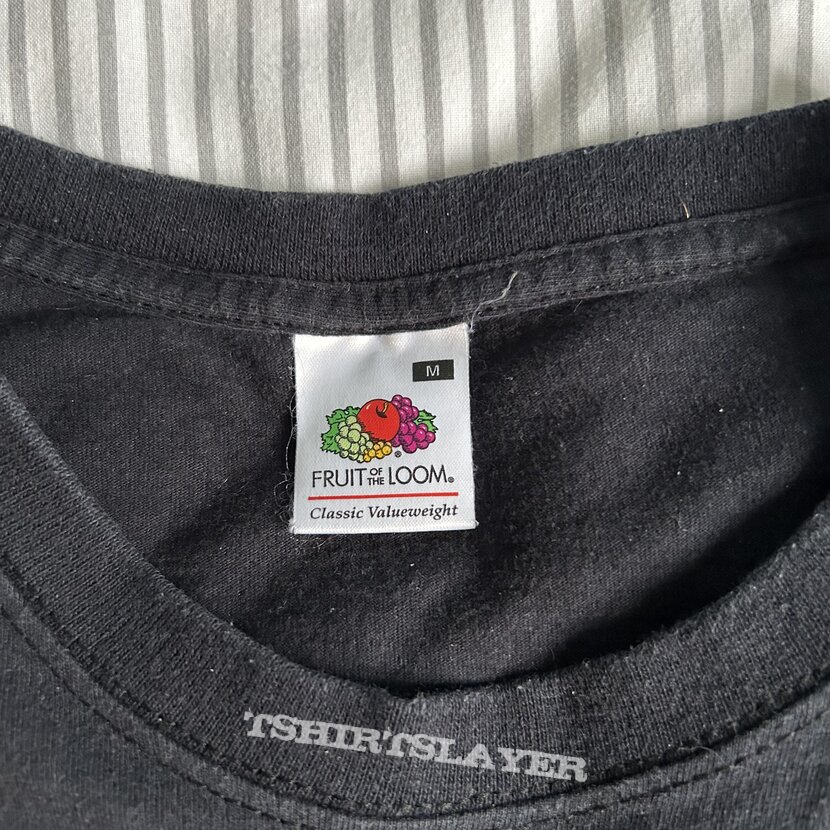 M
FRUIT OF THE LOOM®
Classic Valueweight
TSHIRTSLAYER